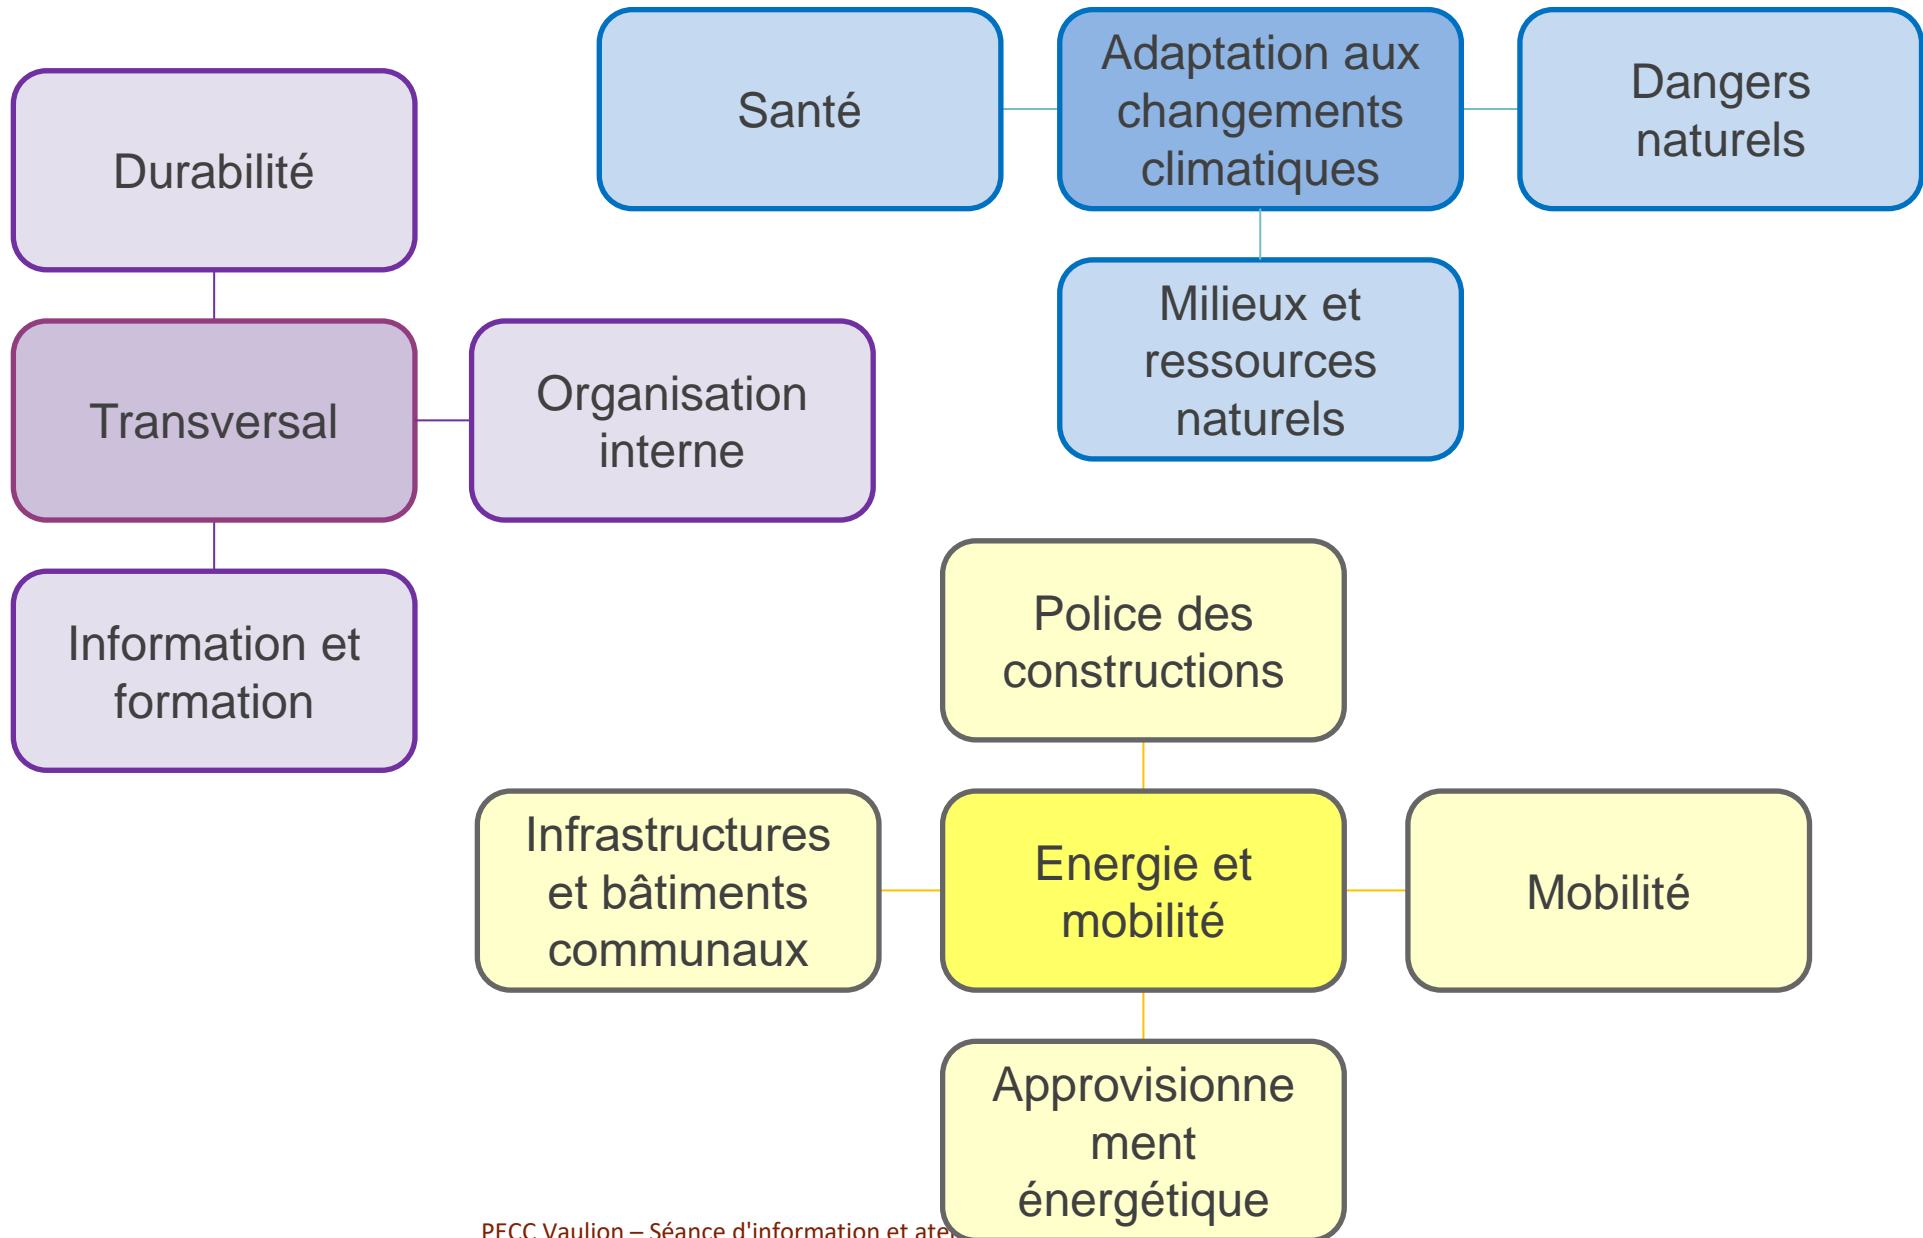 Durabilité
Transversal
Organisation
interne
Information et
formation
Santé
Adaptation aux
changements
climatiques
Dangers
naturels
Milieux et
ressources
naturels
Police des
constructions
Infrastructures
et bâtiments
communaux
Energie et
mobilité
Mobilité
Approvisionne
ment
énergétique
PECC Vaulion – Séance d'information et